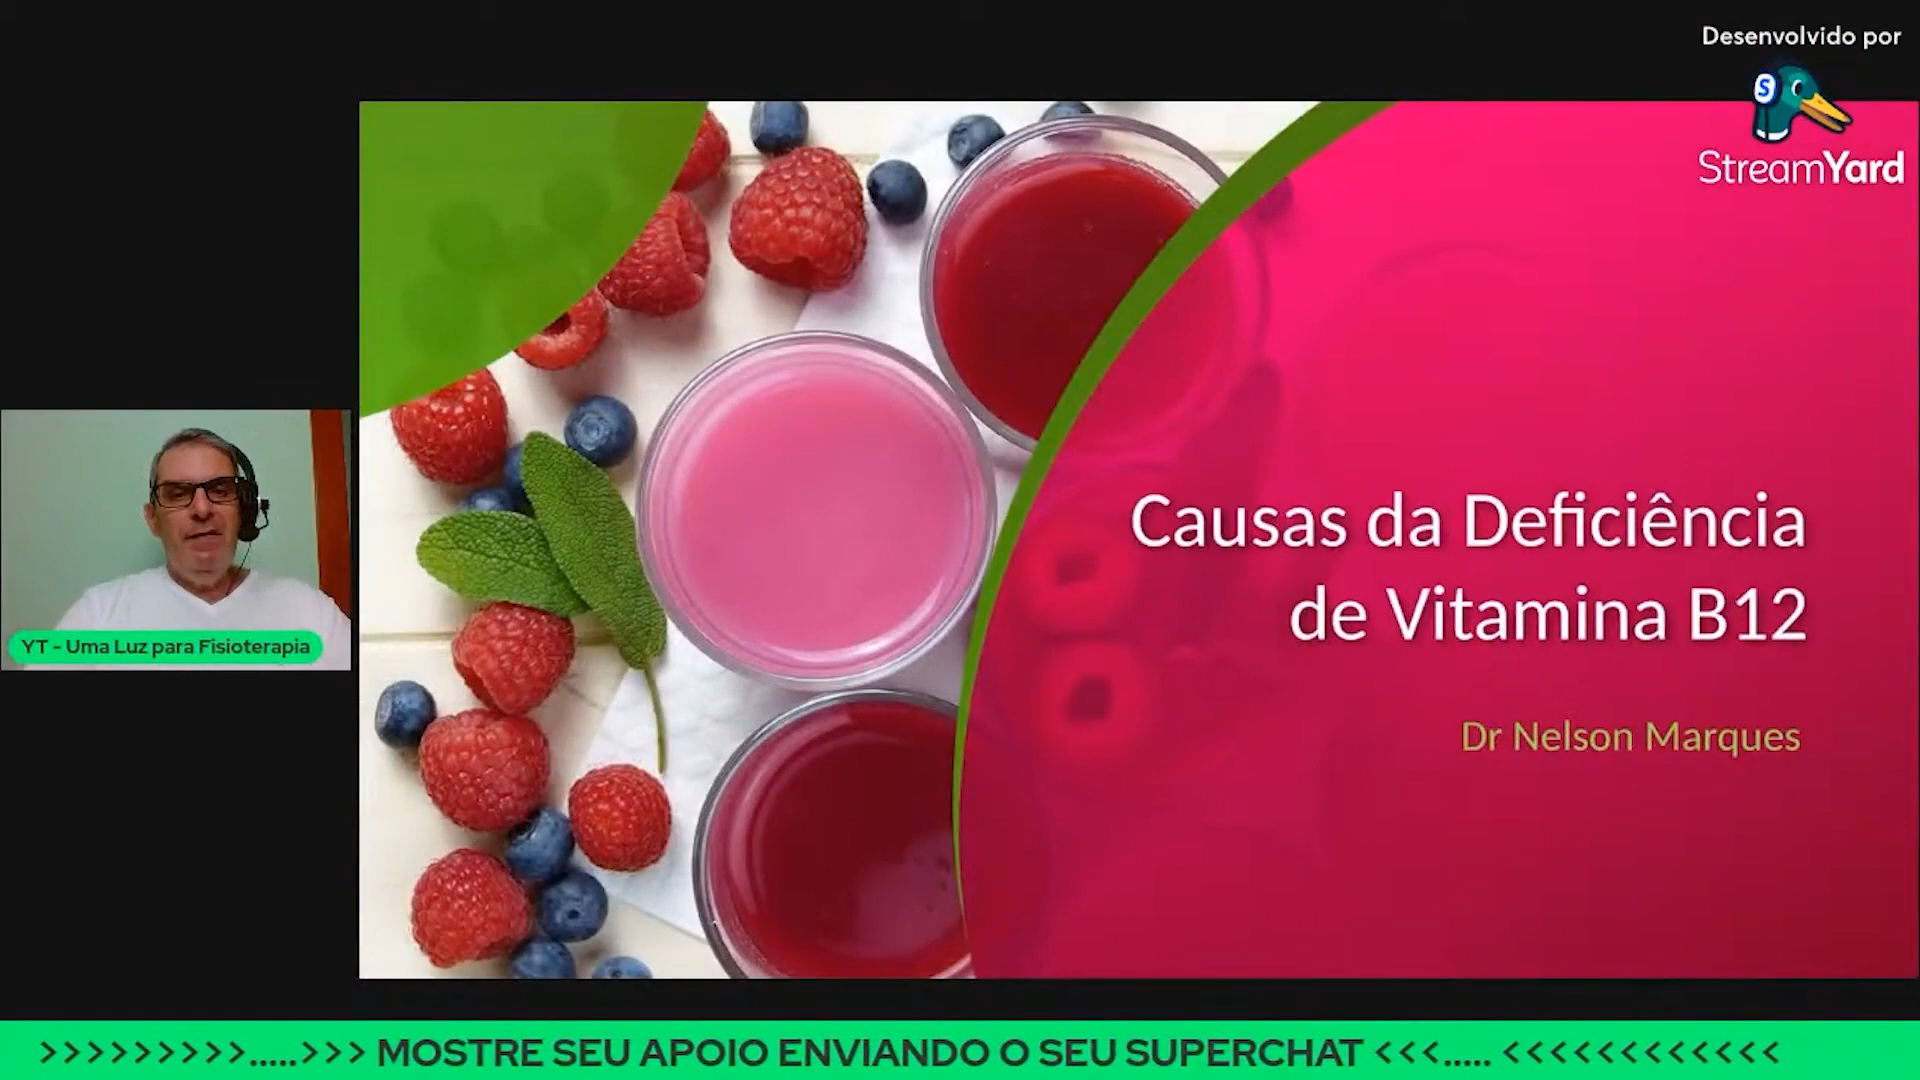 Desenvolvido por
S
StreamYard
Causas da Deficiência
de Vitamina B12
Dr Nelson Marques
YT - Uma Luz para Fisioterapia
>>>>>>>>>.....>>> MOSTRE SEU APOIO ENVIANDO O SEU SUPERCHAT <<<..... <<<<<<<<<<<<